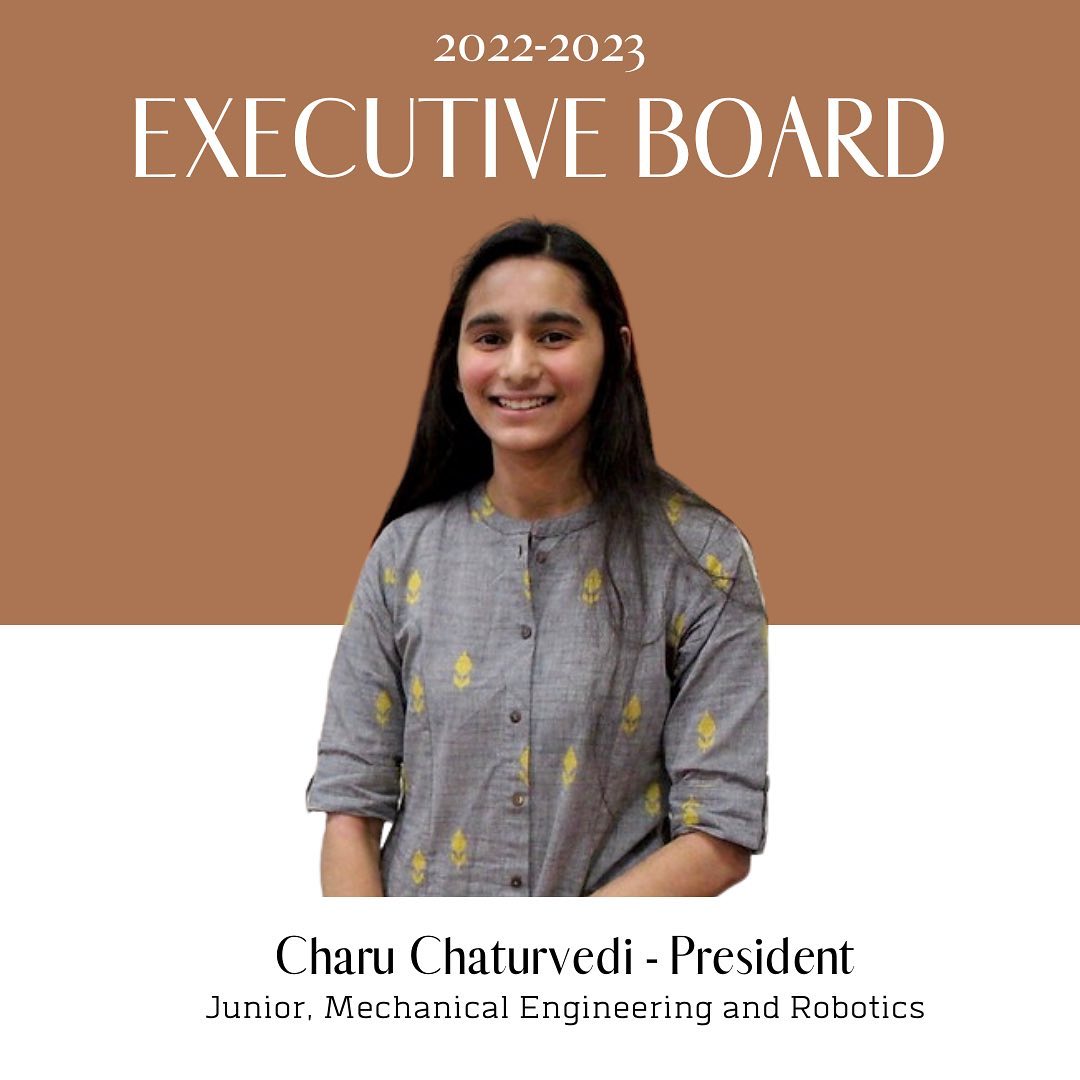 2022-2023
EXECUTIVE BOARD
Charu Chaturvedi - President
Junior, Mechanical Engineering and Robotics